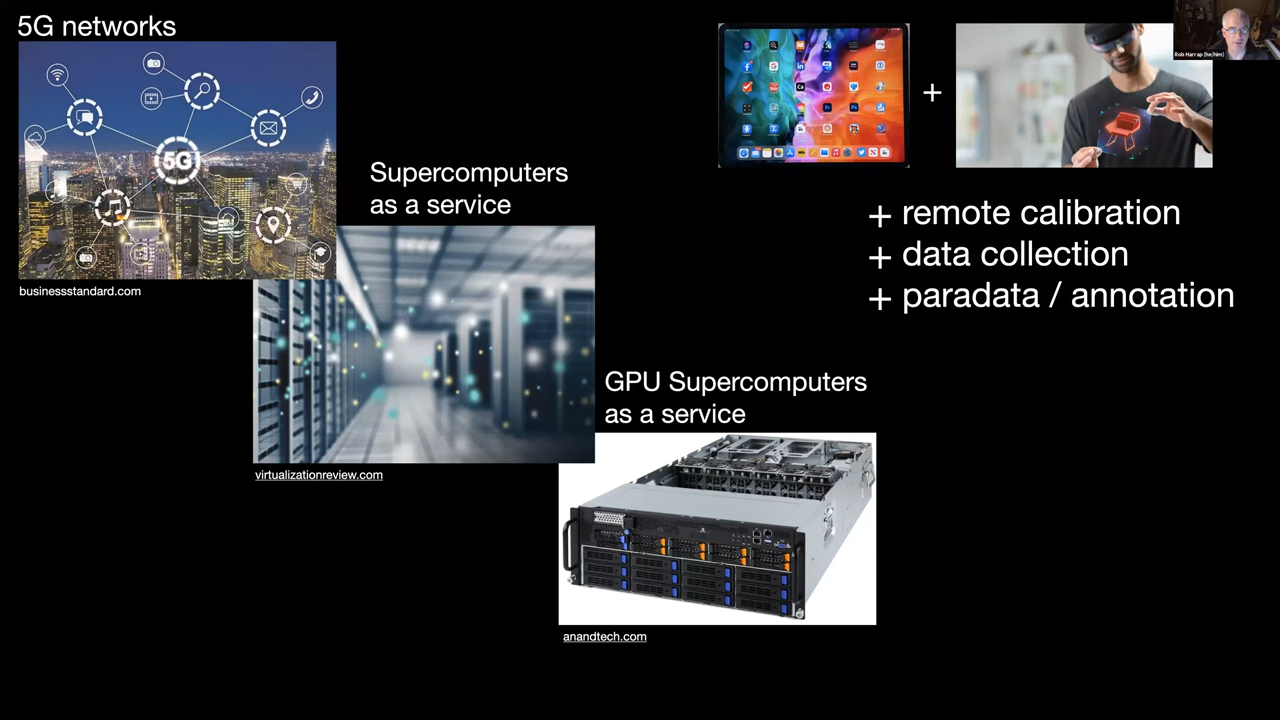 5G networks
5G
businessstandard.com
Supercomputers
as a service
virtualizationreview.com
GPU Supercomputers
as a service
anandtech.com
+
+ remote calibration
+ data collection
+ paradata / annotation
Rob Harrap (he/him)